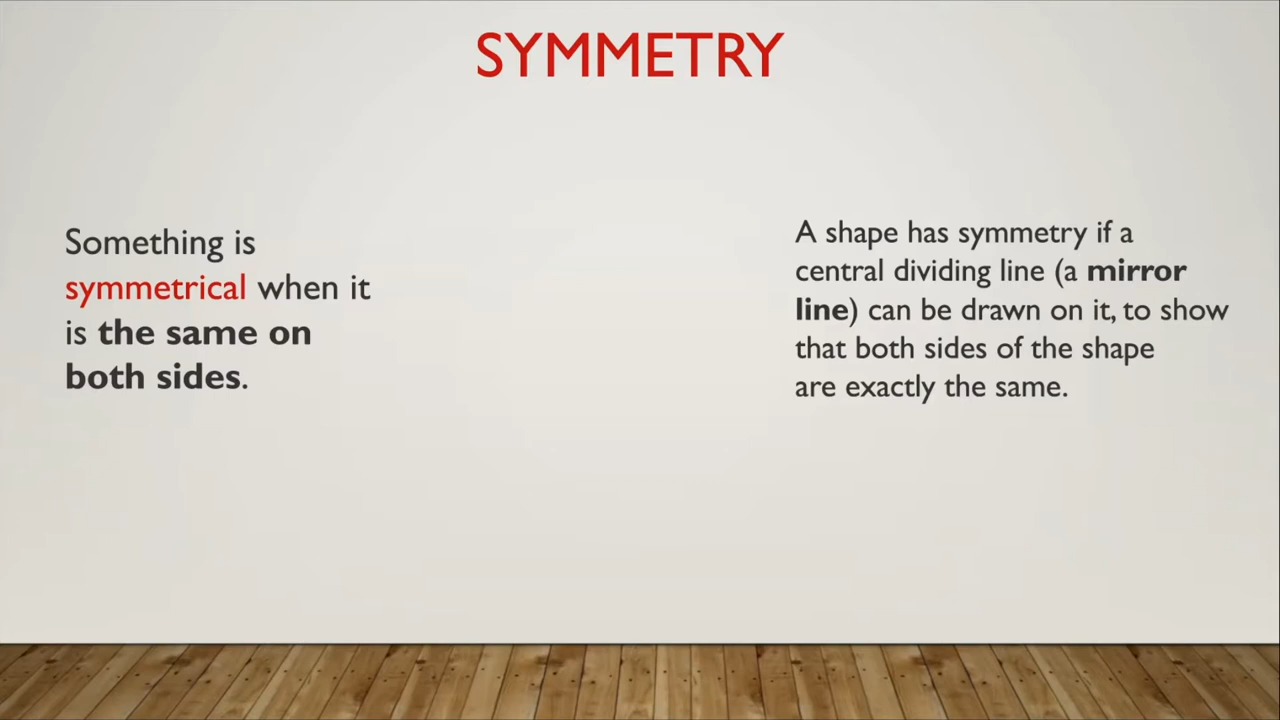 SYMMETRY
Something is
symmetrical when it
is the same on
both sides.
A shape has symmetry if a
central dividing line (a mirror
line) can be drawn on it, to show
that both sides of the shape
are exactly the same.